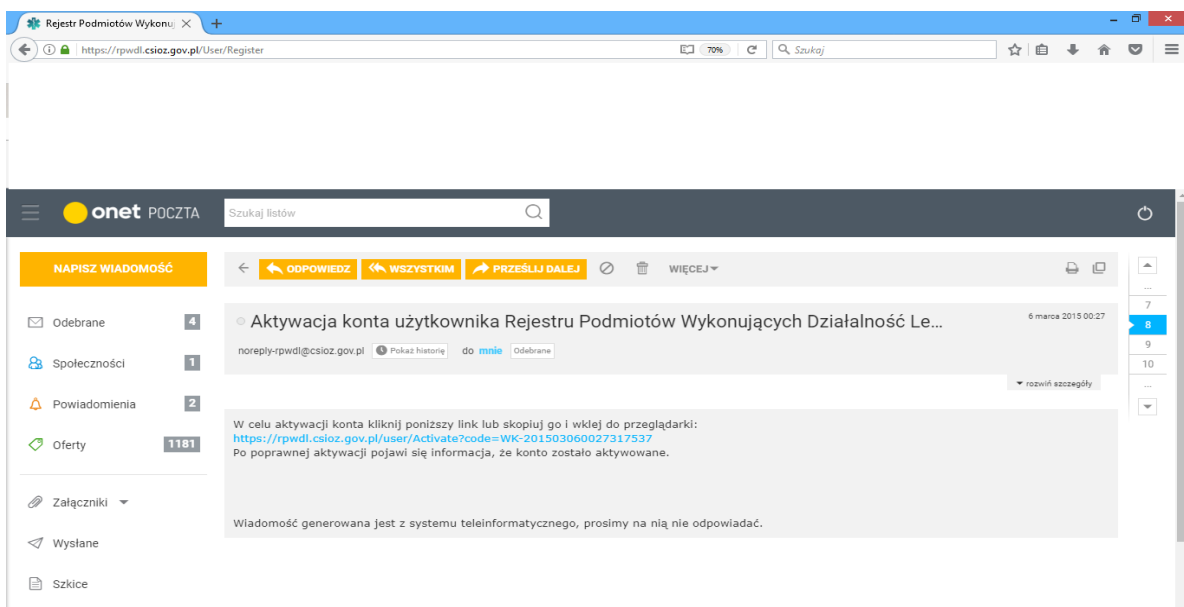 Rejestr Podmiotów Wykonuj
https://rpwdl.csioz.gov.pl/User/Register
70%
Szukaj
onet POCZTA
Szukaj listów
NAPISZ WIADOMOŚĆ
ODPOWIEDZ
WSZYSTKIM
PRZEŚLIJ DALEJ
WIĘCEJ
Odebrane 4
Społeczności 1
Powiadomienia 2
Oferty 1181
Załączniki
Wysłane
Szkice
Aktywacja konta użytkownika Rejestru Podmiotów Wykonujących Działalność Le...
6 marca 2015 00:27
noreply-rpwdl@csioz.gov.pl Pokaż historię do mnie Odebrane
rozwiń szczegóły
W celu aktywacji konta kliknij poniższy link lub skopiuj go i wklej do przeglądarki:
https://rpwdl.csioz.gov.pl/user/Activate?code=WK-201503060027317537
Po poprawnej aktywacji pojawi się informacja, że konto zostało aktywowane.
Wiadomość generowana jest z systemu teleinformatycznego, prosimy na nią nie odpowiadać.
...
7
8
9
10
...